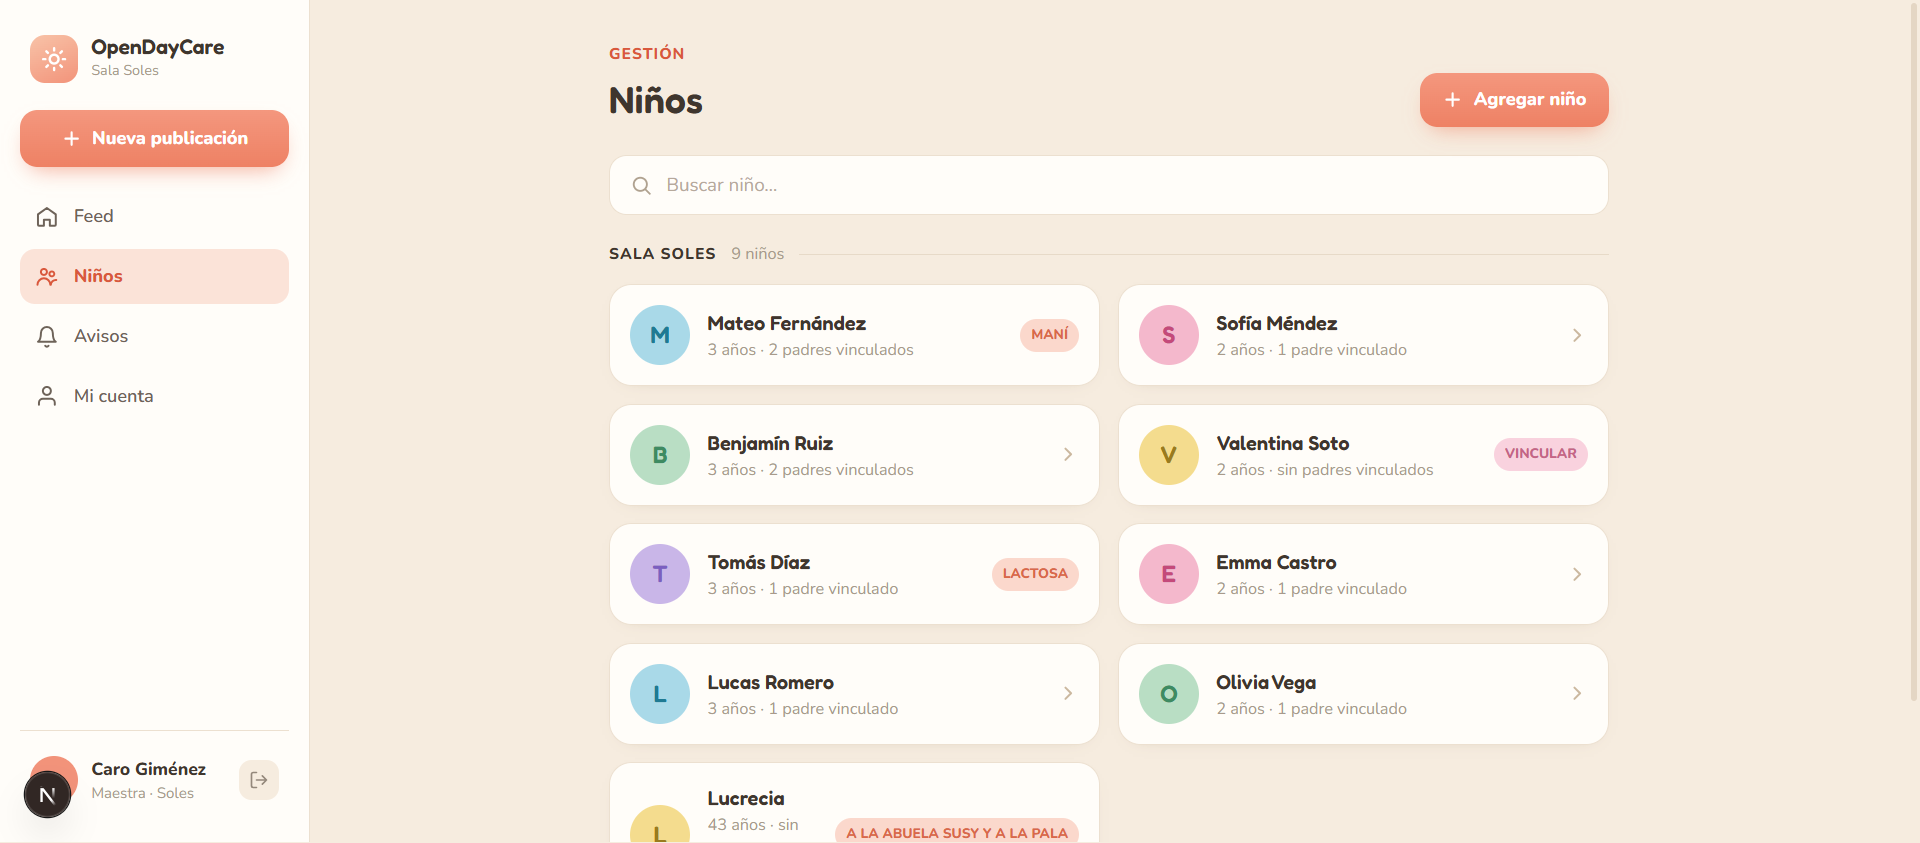 OpenDayCare
Sala Soles
Nueva publicación
Feed
Niños
Avisos
Mi cuenta
Caro Giménez
Maestra · Soles
N
GESTIÓN
Niños
Agregar niño
Buscar niño...
SALA SOLES 9 niños
M
Mateo Fernández
3 años · 2 padres vinculados
MANÍ
S
Sofía Méndez
2 años · 1 padre vinculado
B
Benjamín Ruiz
3 años · 2 padres vinculados
V
Valentina Soto
2 años · sin padres vinculados
VINCULAR
T
Tomás Díaz
3 años · 1 padre vinculado
LACTOSA
E
Emma Castro
2 años · 1 padre vinculado
L
Lucas Romero
3 años · 1 padre vinculado
O
Olivia Vega
2 años · 1 padre vinculado
L
Lucrecia
43 años · sin
A LA ABUELA SUSY Y A LA PALA